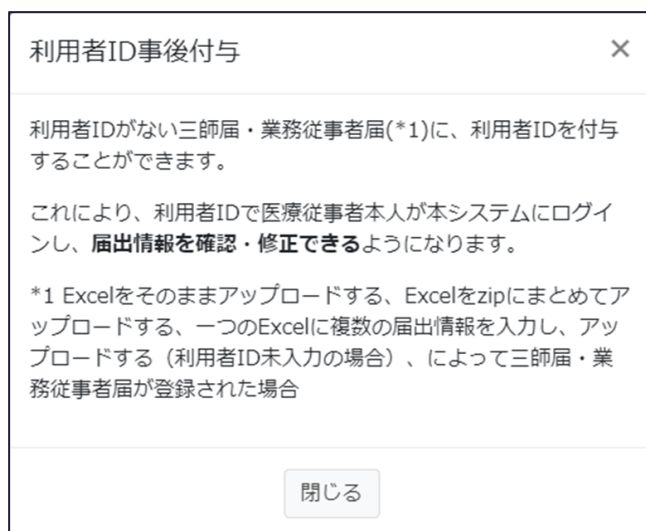 利用者ID事後付与
×
利用者IDがない三師届・業務従事者届(*1)に、利用者IDを付与
することができます。
これにより、利用者IDで医療従事者本人が本システムにログイ
ンし、届出情報を確認・修正できるようになります。
*1 Excelをそのままアップロードする、Excelをzipにまとめてア
ップロードする、一つのExcelに複数の届出情報を入力し、アッ
プロードする（利用者ID未入力の場合）、によって三師届・業
務従事者届が登録された場合
閉じる